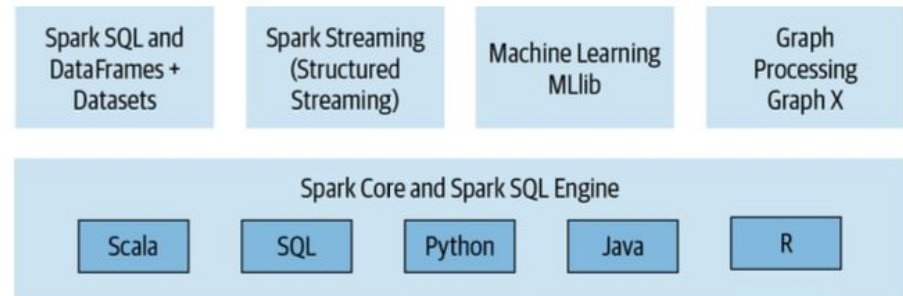 Spark SQL and
DataFrames +
Datasets
Spark Streaming
(Structured
Streaming)
Machine Learning
MLlib
Graph
Processing
Graph X
Spark Core and Spark SQL Engine
Scala
SQL
Python
Java
R